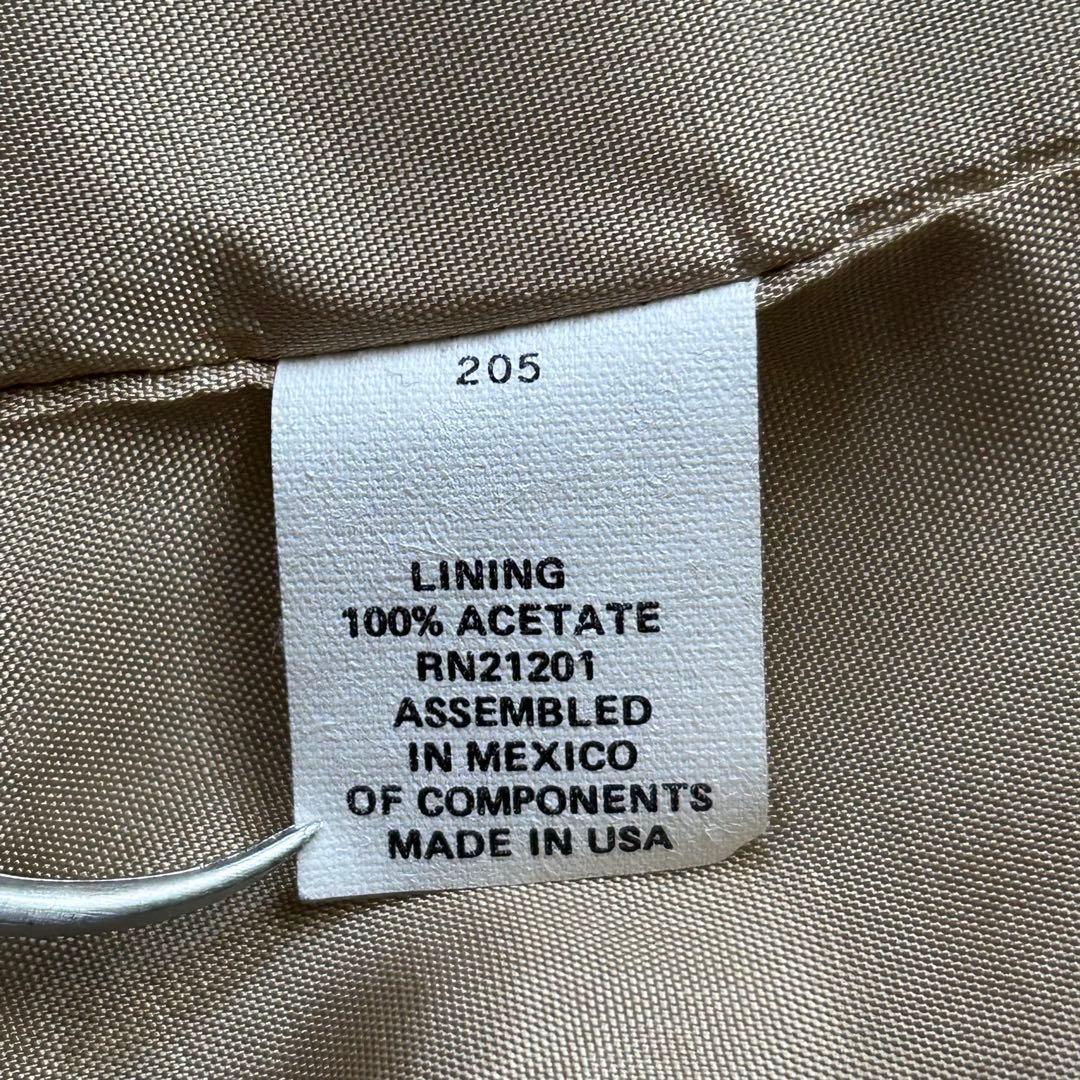 205
LINING
100% ACETATE
RN21201
ASSEMBLED
IN MEXICO
OF COMPONENTS
MADE IN USA